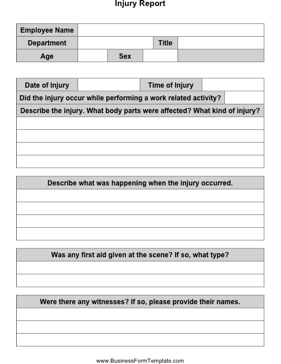 Injury Report
Employee Name
Department Title
Age Sex
Date of Injury Time of Injury
Did the injury occur while performing a work related activity?
Describe the injury. What body parts were affected? What kind of injury?
Describe what was happening when the injury occurred.
Was any first aid given at the scene? If so, what type?
Were there any witnesses? If so, please provide their names.
www.BusinessFormTemplate.com